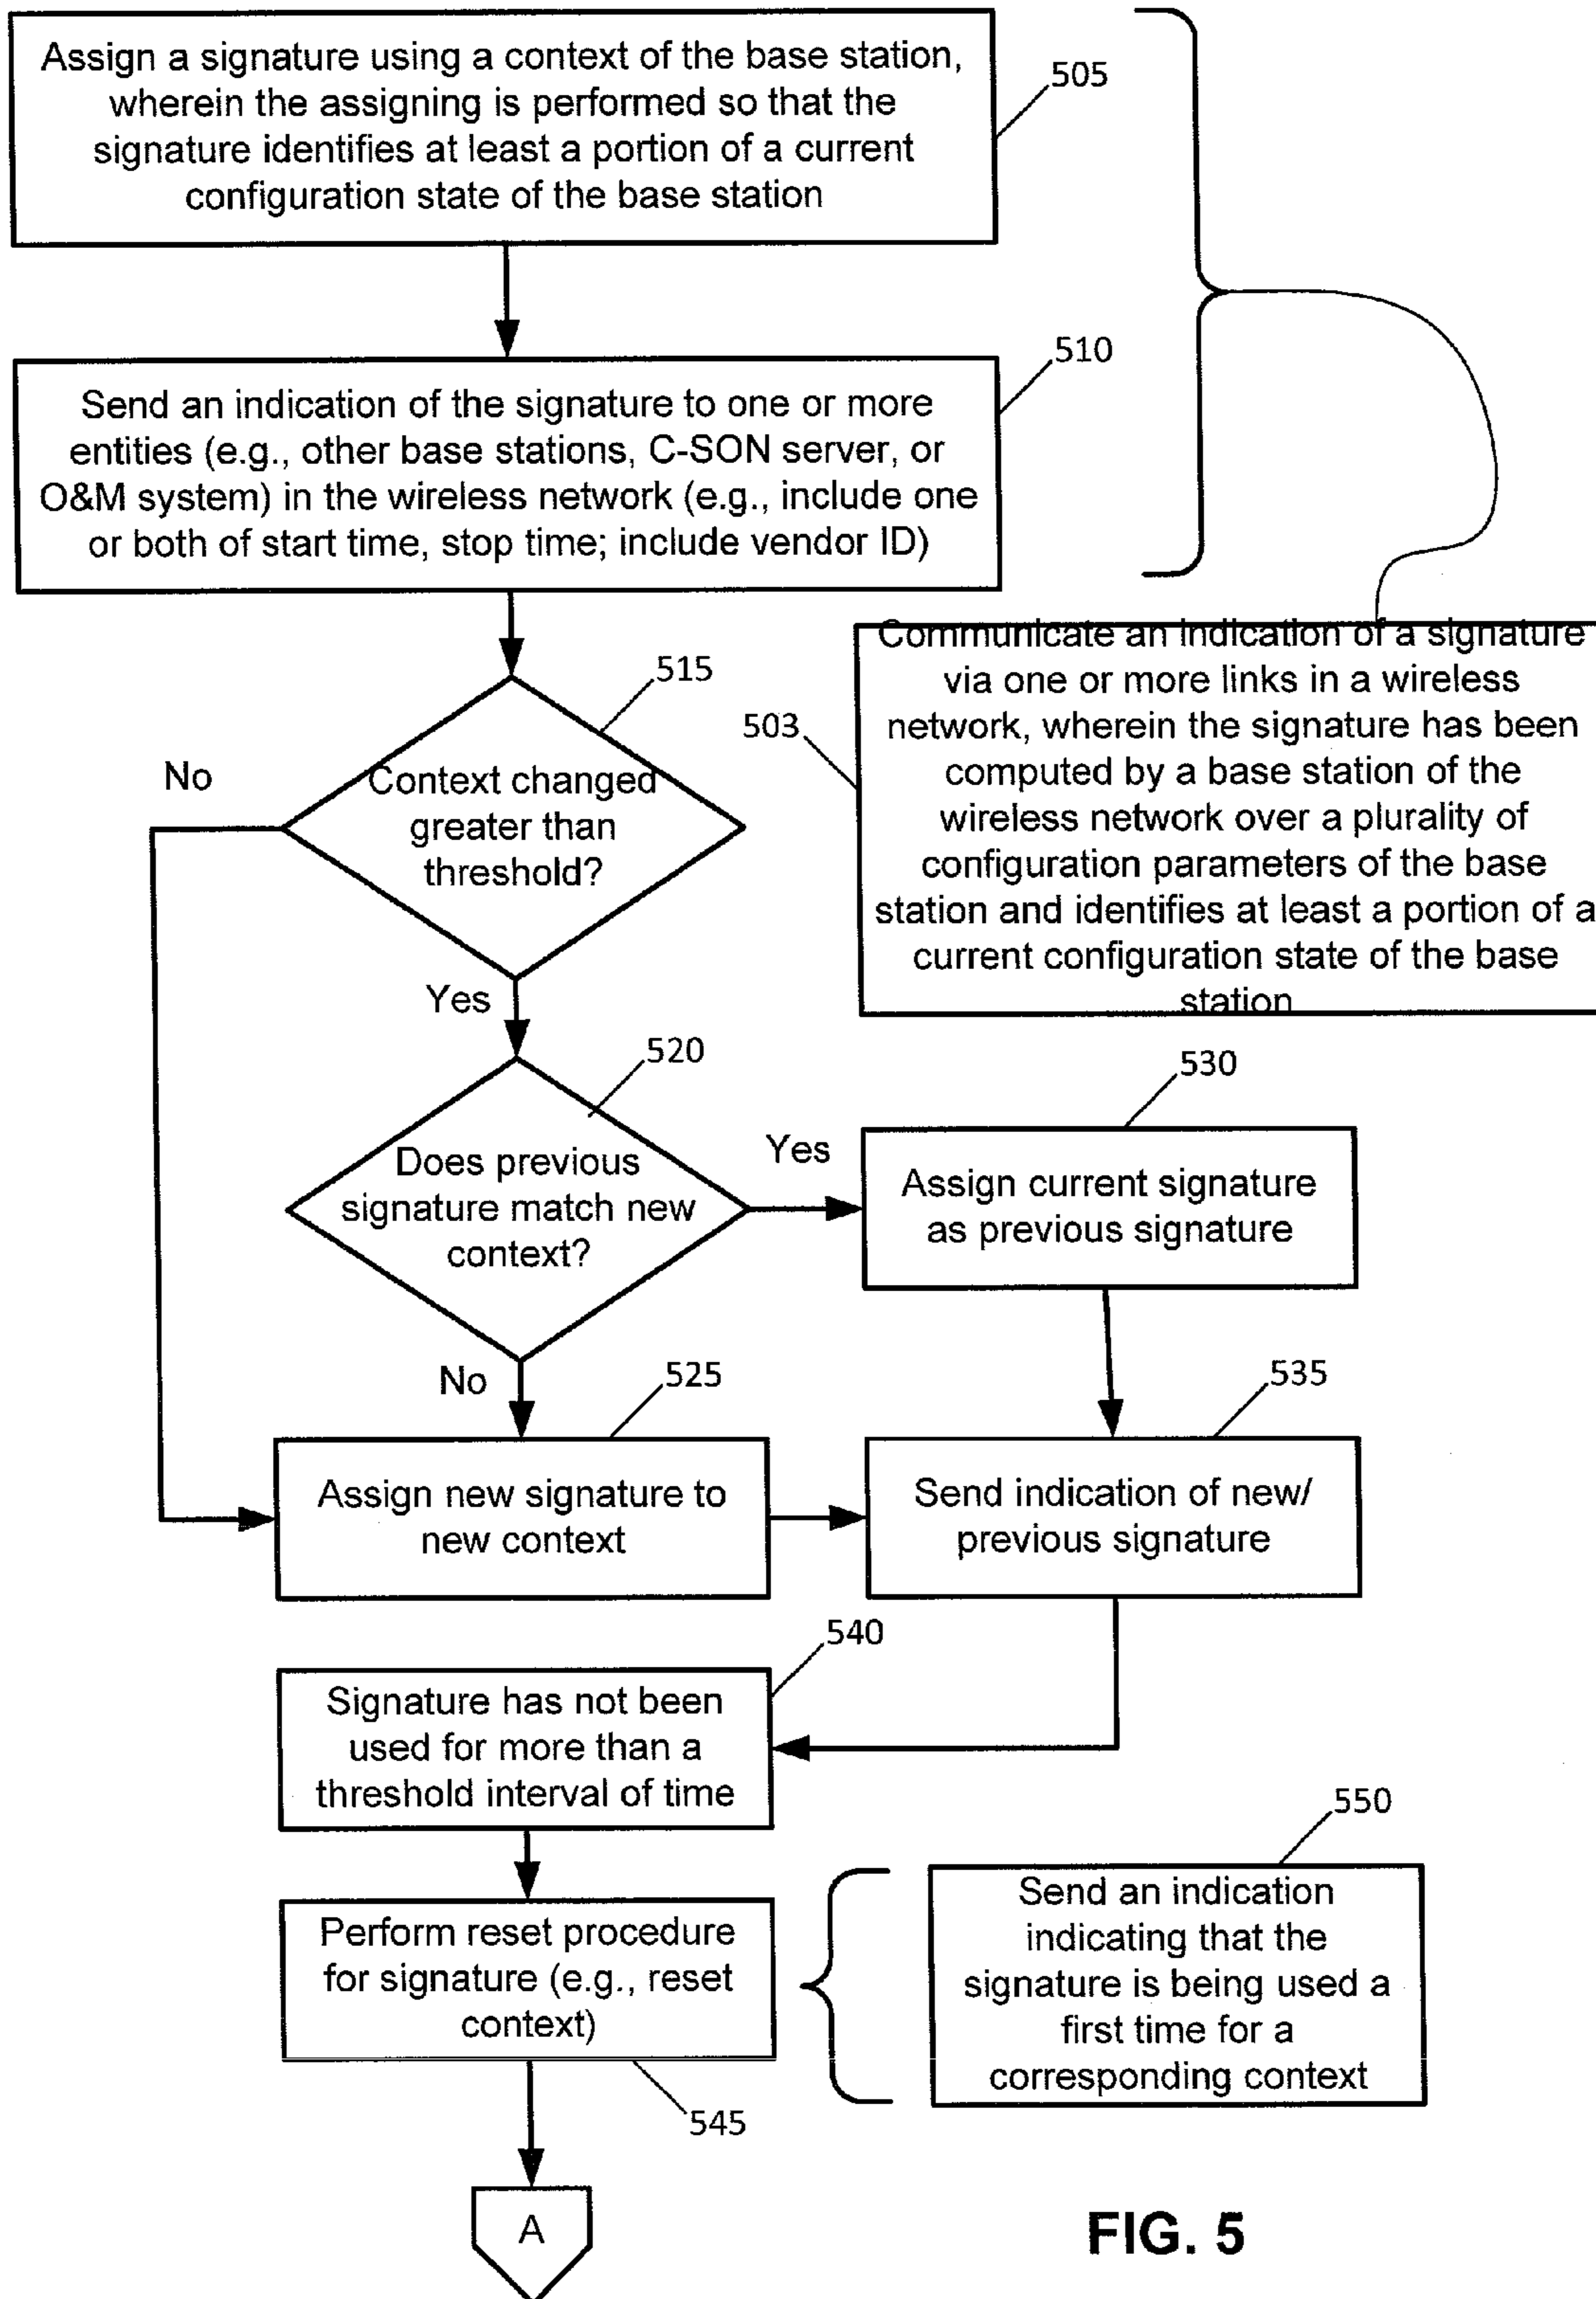 Assign a signature using a context of the base station,
wherein the assigning is performed so that the
signature identifies at least a portion of a current
configuration state of the base station
505
Send an indication of the signature to one or more
entities (e.g., other base stations, C-SON server, or
O&M system) in the wireless network (e.g., include one
or both of start time, stop time; include vendor ID)
510
Communicate an indication of a signature
via one or more links in a wireless
network, wherein the signature has been
computed by a base station of the
wireless network over a plurality of
configuration parameters of the base
station and identifies at least a portion of a
current configuration state of the base
station
503
515
Context changed
greater than
threshold?
No
Yes
520
Does previous
signature match new
context?
Yes
530
Assign current signature
as previous signature
No
525
Assign new signature to
new context
535
Send indication of new/
previous signature
540
Signature has not been
used for more than a
threshold interval of time
550
Send an indication
indicating that the
signature is being used a
first time for a
corresponding context
Perform reset procedure
for signature (e.g., reset
context)
545
A
FIG. 5